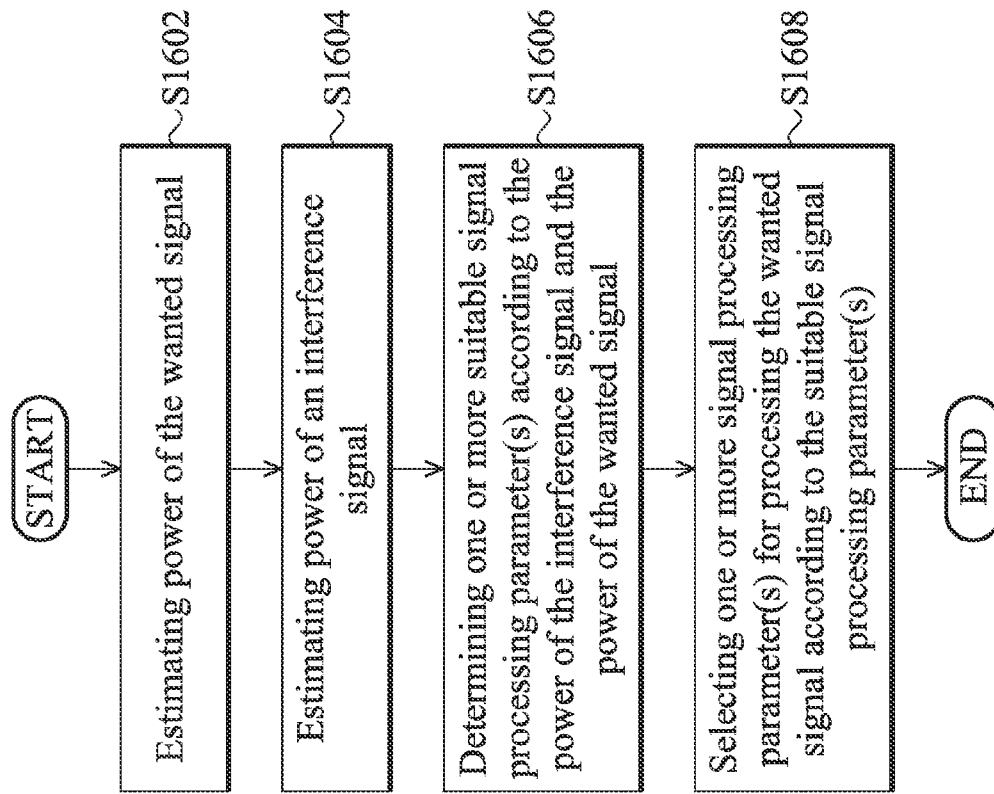 START
Estimating power of the wanted signal
S1602
Estimating power of an interference
signal
S1604
Determining one or more suitable signal
processing parameter(s) according to the
power of the interference signal and the
power of the wanted signal
S1606
Selecting one or more signal processing
parameter(s) for processing the wanted
signal according to the suitable signal
processing parameter(s)
S1608
END